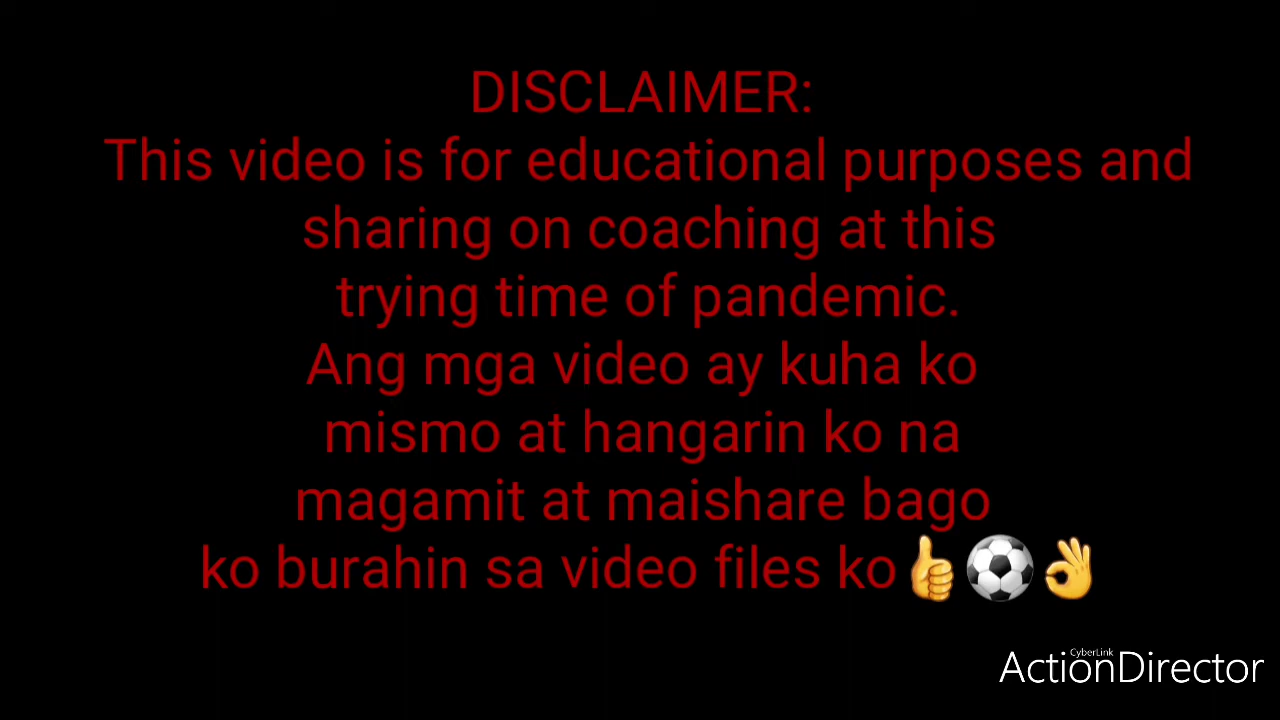 DISCLAIMER:
This video is for educational purposes and
sharing on coaching at this
trying time of pandemic.
Ang mga video ay kuha ko
mismo at hangarin ko na
magamit at maishare bago
ko burahin sa video files ko👍⚽👌
CyberLink
ActionDirector